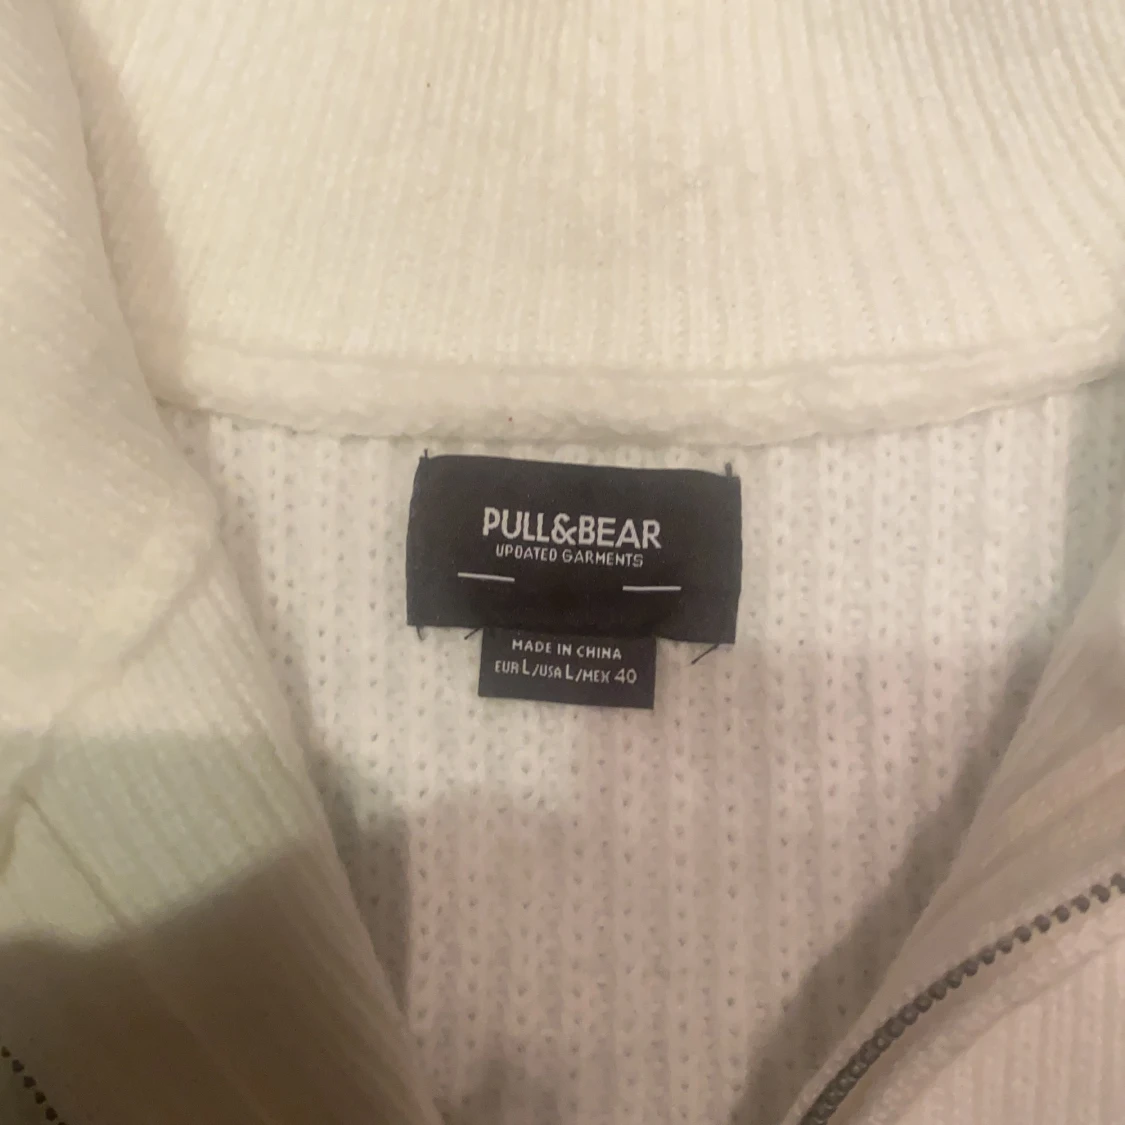 PULL&BEAR
UPDATED GARMENTS
MADE IN CHINA
EUR L/USA L/MEX 40